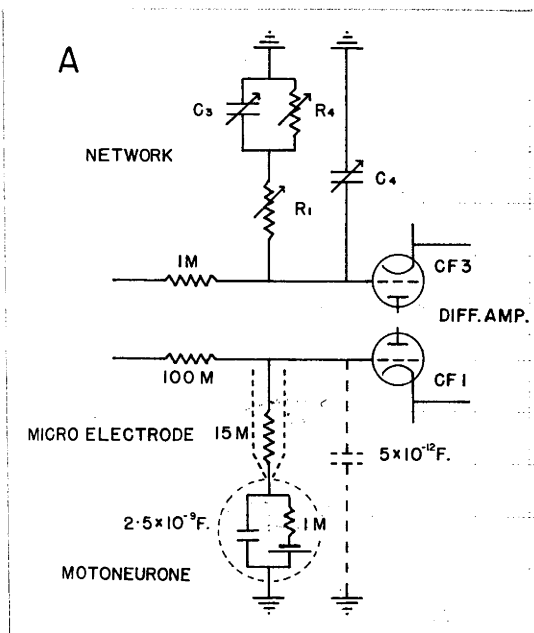 A
C3
R4
NETWORK
C4
R1
1M
CF3
DIFF. AMP.
100M
CF1
MICRO ELECTRODE
15M
5×10⁻¹²F.
2·5×10⁻⁹F.
1M
MOTONEURONE